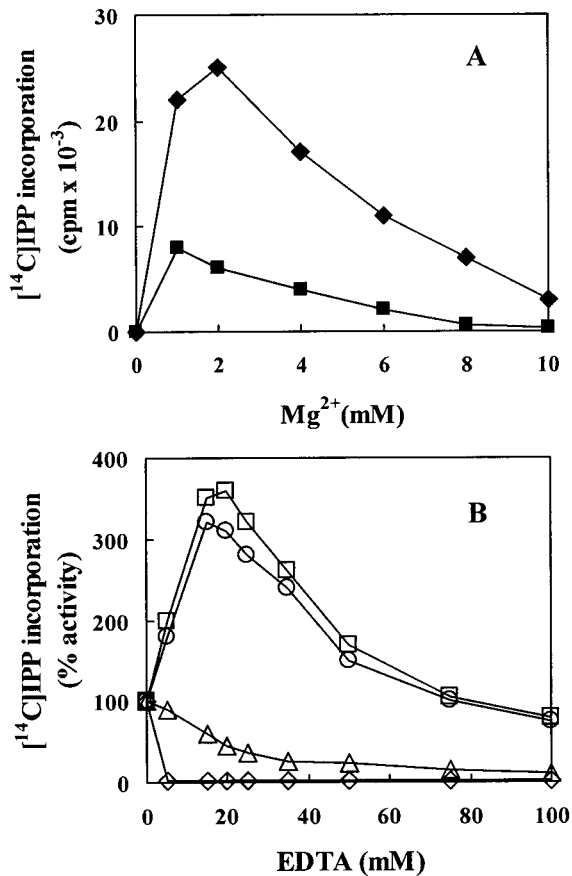 A
[¹⁴C]IPP incorporation
(cpm x 10⁻³)
30
20
10
0
0 2 4 6 8 10
Mg²⁺(mM)
B
[¹⁴C]IPP incorporation
(% activity)
400
300
200
100
0
0 20 40 60 80 100
EDTA (mM)